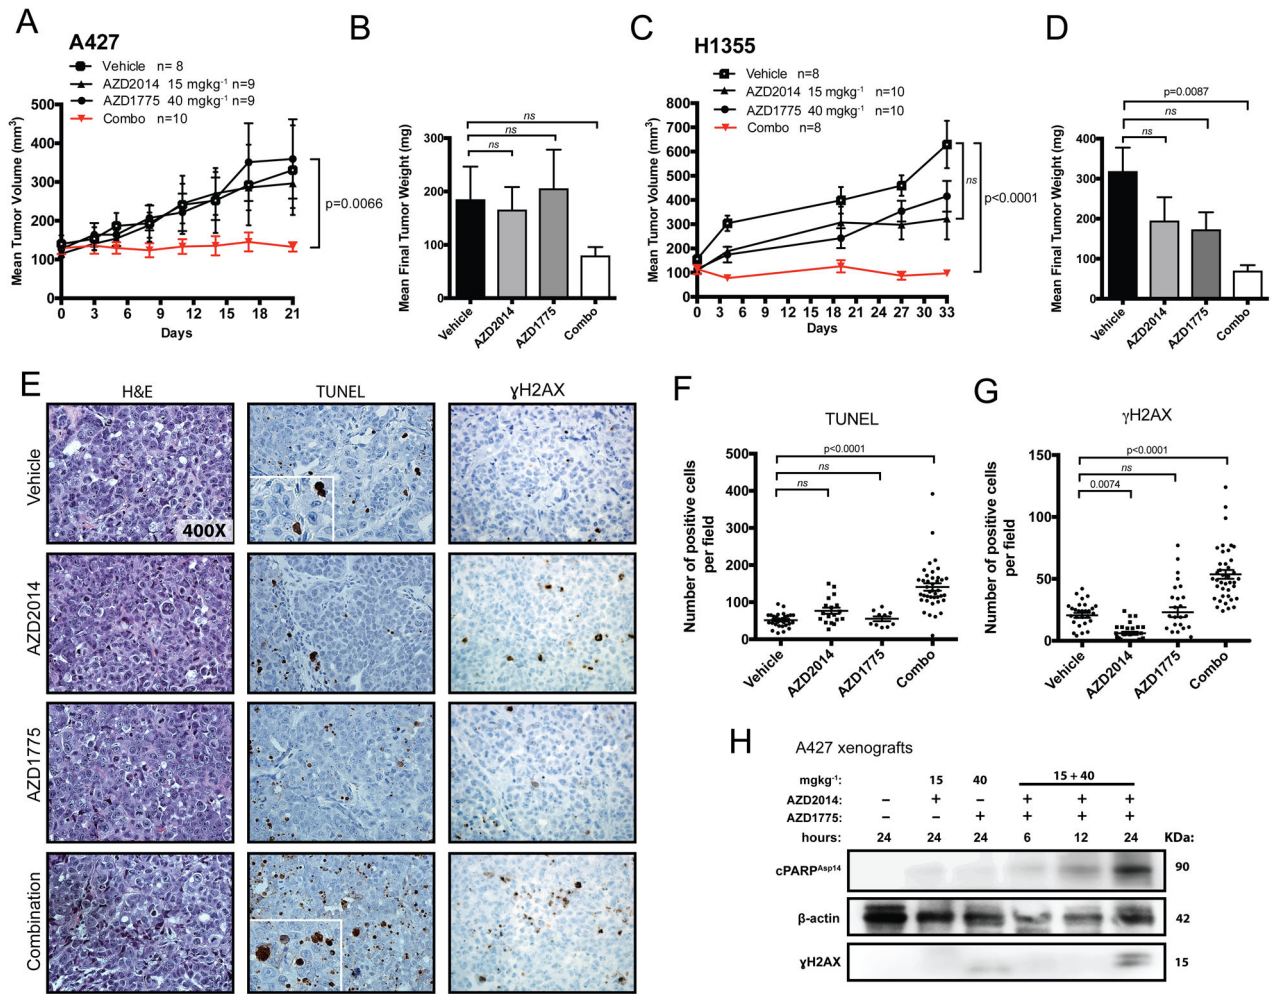 A
A427
Vehicle n= 8
AZD2014 15 mgkg⁻¹ n=9
AZD1775 40 mgkg⁻¹ n=9
Combo n=10
Mean Tumor Volume (mm³)
500
400
300
200
100
0
0 3 6 9 12 15 18 21
Days
p=0.0066
B
Mean Final Tumor Weight (mg)
300
200
100
0
ns
ns
ns
Vehicle
AZD2014
AZD1775
Combo
C
H1355
Vehicle n=8
AZD2014 15 mgkg⁻¹ n=10
AZD1775 40 mgkg⁻¹ n=10
Combo n=8
Mean Tumor Volume (mm³)
800
700
600
500
400
300
200
100
0
0 3 6 9 12 15 18 21 24 27 30 33
Days
ns
p<0.0001
D
Mean Final Tumor Weight (mg)
400
300
200
100
0
p=0.0087
ns
ns
Vehicle
AZD2014
AZD1775
Combo
E
H&E TUNEL ɣH2AX
Vehicle
400X
AZD2014
AZD1775
Combination
F
TUNEL
Number of positive cells
per field
500
400
300
200
100
0
p<0.0001
ns
ns
Vehicle
AZD2014
AZD1775
Combo
G
γH2AX
Number of positive cells
per field
150
100
50
0
p<0.0001
ns
0.0074
Vehicle
AZD2014
AZD1775
Combo
H
A427 xenografts
mgkg⁻¹: 15 40 15 + 40
AZD2014: – + – + + +
AZD1775: – – + + + +
hours: 24 24 24 6 12 24 KDa:
cPARPᴬˢᵖ¹⁴ 90
β-actin 42
ɣH2AX 15